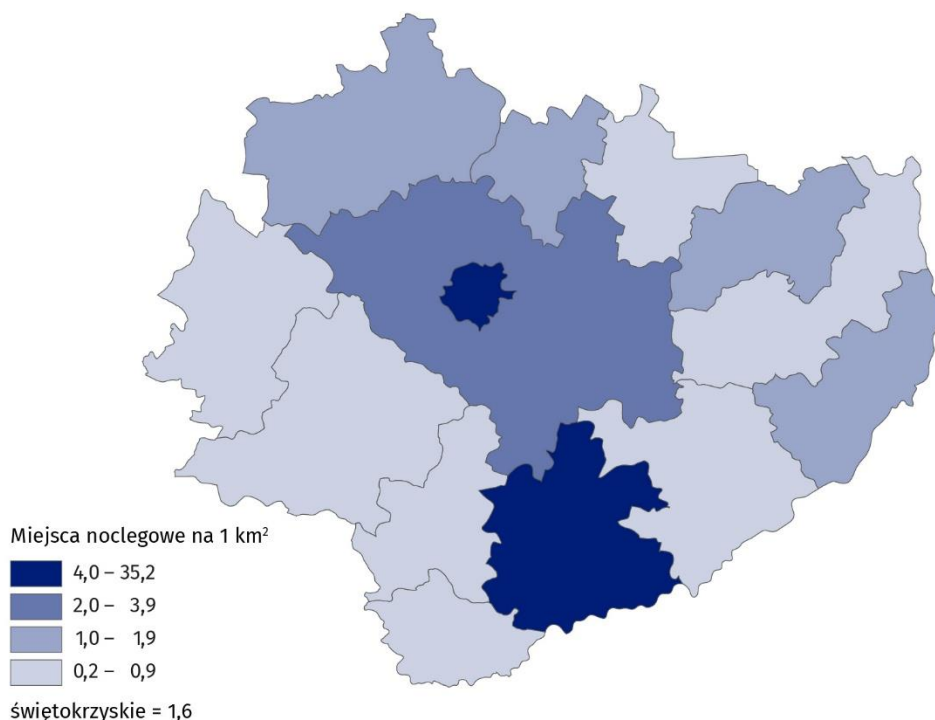 Miejsca noclegowe na 1 km²
4,0 – 35,2
2,0 – 3,9
1,0 – 1,9
0,2 – 0,9
świętokrzyskie = 1,6